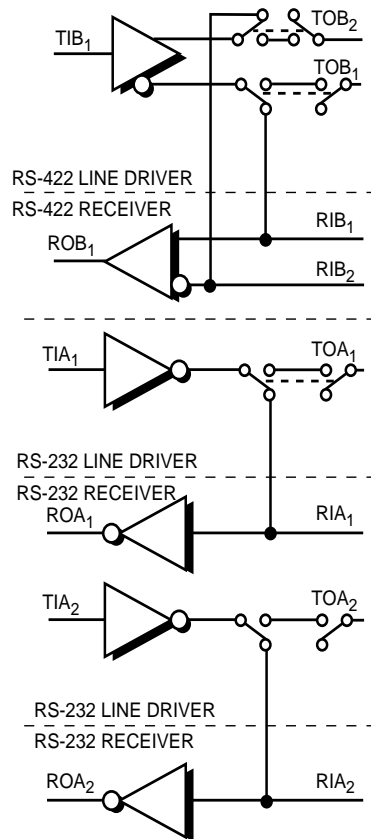 TIB1
TOB2
TOB1
RS-422 LINE DRIVER
RS-422 RECEIVER
ROB1
RIB1
RIB2
TIA1
TOA1
RS-232 LINE DRIVER
RS-232 RECEIVER
ROA1
RIA1
TIA2
TOA2
RS-232 LINE DRIVER
RS-232 RECEIVER
ROA2
RIA2